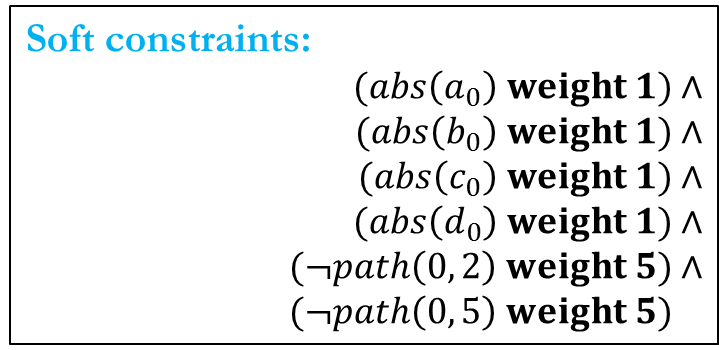 Soft constraints:
(abs(a₀) weight 1) ∧
(abs(b₀) weight 1) ∧
(abs(c₀) weight 1) ∧
(abs(d₀) weight 1) ∧
(¬path(0, 2) weight 5) ∧
(¬path(0, 5) weight 5)